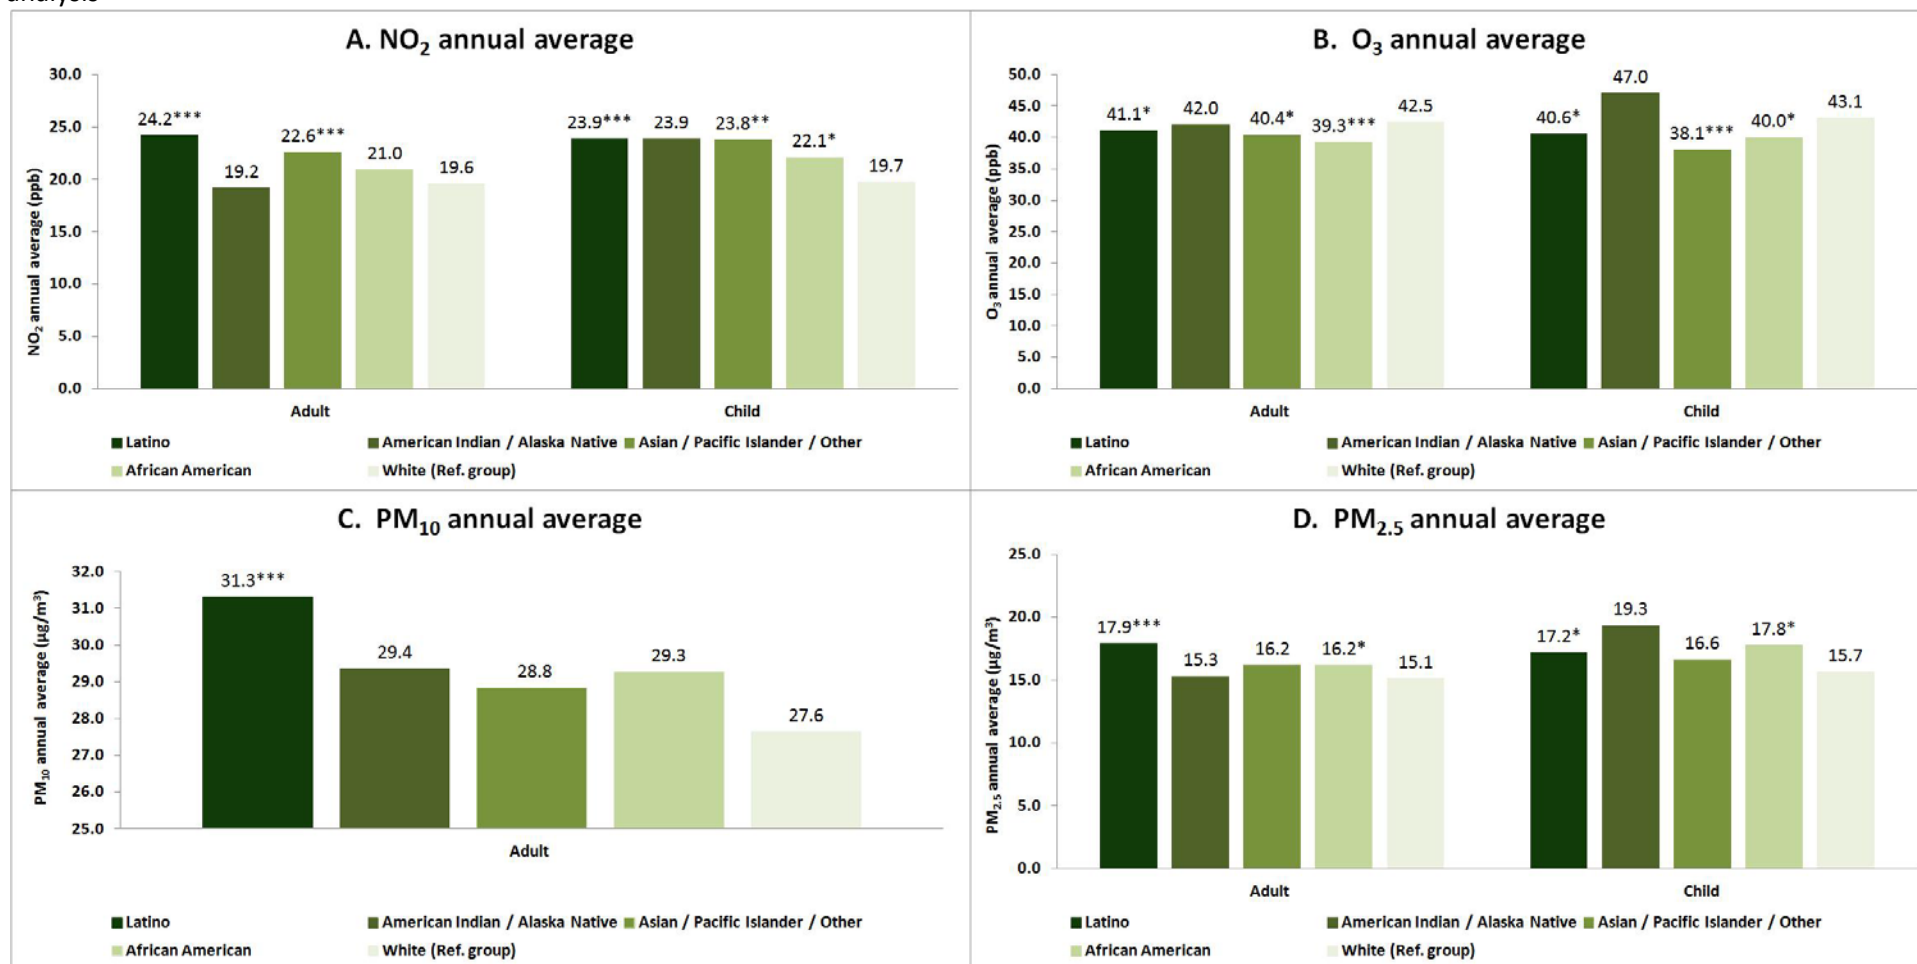 analysis
A. NO2 annual average
NO2 annual average (ppb)
30.0
25.0
20.0
15.0
10.0
5.0
0.0
24.2***
19.2
22.6***
21.0
19.6
23.9***
23.9
23.8**
22.1*
19.7
Adult
Child
Latino
American Indian / Alaska Native
Asian / Pacific Islander / Other
African American
White (Ref. group)
B. O3 annual average
O3 annual average (ppb)
50.0
45.0
40.0
35.0
30.0
25.0
20.0
15.0
10.0
5.0
0.0
41.1*
42.0
40.4*
39.3***
42.5
40.6*
47.0
38.1***
40.0*
43.1
Adult
Child
Latino
American Indian / Alaska Native
Asian / Pacific Islander / Other
African American
White (Ref. group)
C. PM10 annual average
PM10 annual average (µg/m³)
32.0
31.0
30.0
29.0
28.0
27.0
26.0
25.0
31.3***
29.4
28.8
29.3
27.6
Adult
Latino
American Indian / Alaska Native
Asian / Pacific Islander / Other
African American
White (Ref. group)
D. PM2.5 annual average
PM2.5 annual average (µg/m³)
25.0
20.0
15.0
10.0
5.0
0.0
17.9***
15.3
16.2
16.2*
15.1
17.2*
19.3
16.6
17.8*
15.7
Adult
Child
Latino
American Indian / Alaska Native
Asian / Pacific Islander / Other
African American
White (Ref. group)